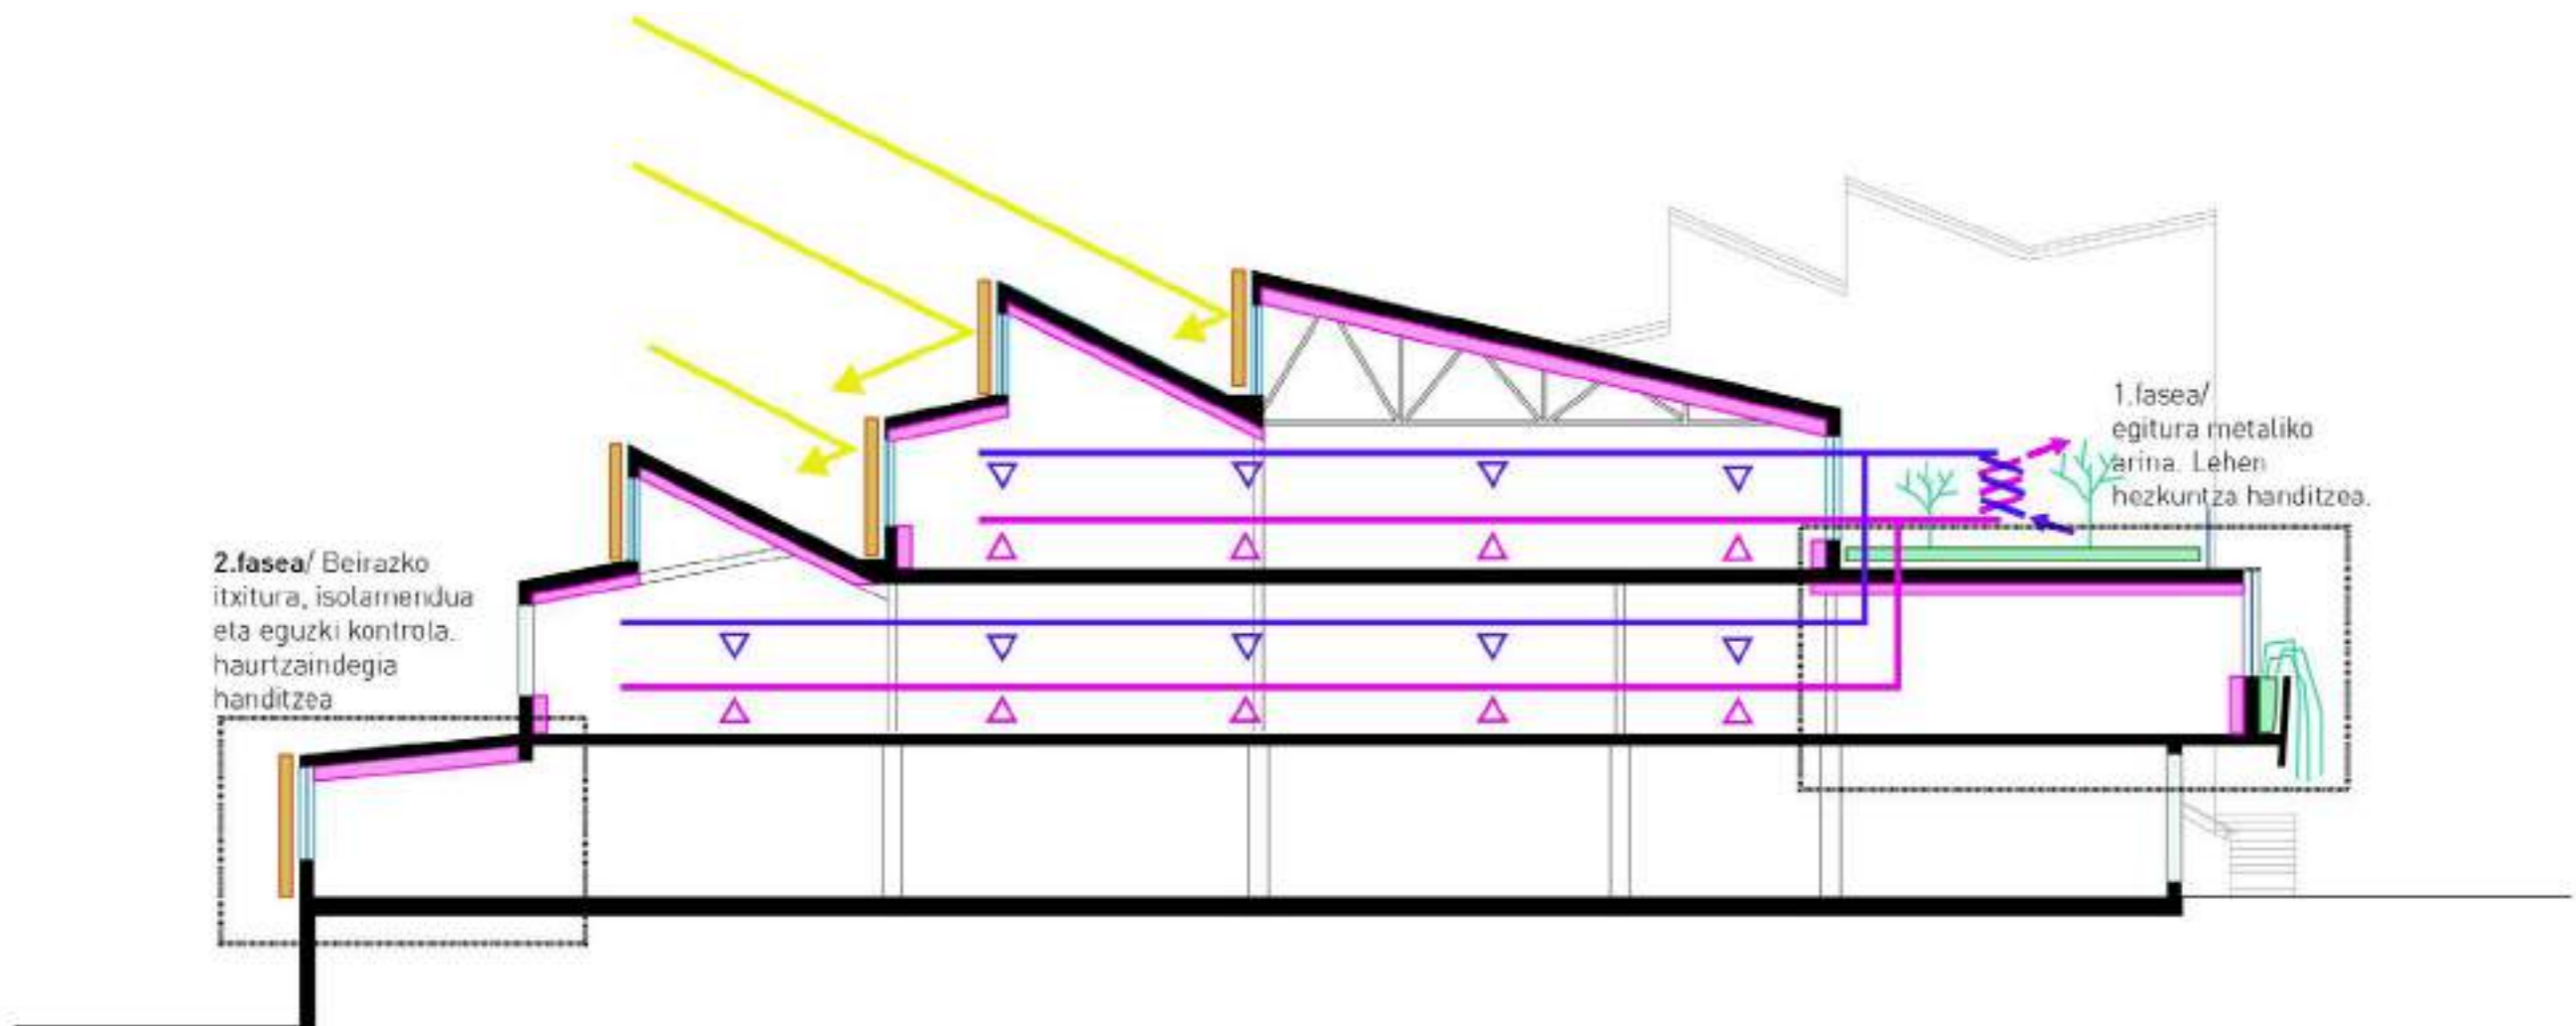 1.fasea/
egitura metaliko
arina. Lehen
hezkuntza handitzea.
2.fasea/ Beirazko
itxitura, isolamendua
eta eguzki kontrola.
haurtzaindegia
handitzea